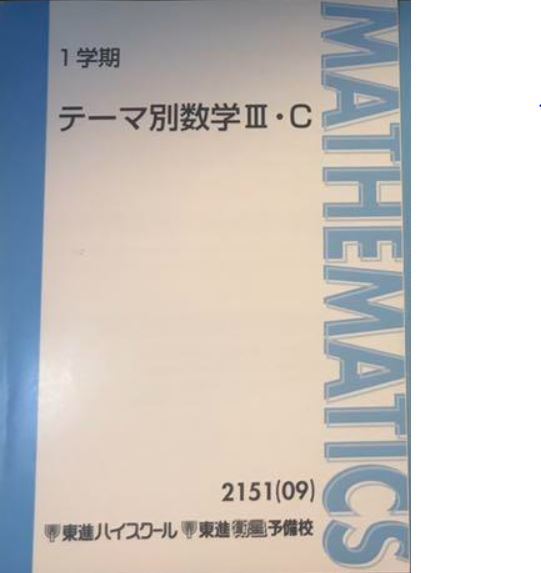 1学期
テーマ別数学Ⅲ・C
MATHEMATICS
2151(09)
東進ハイスクール 東進衛星予備校